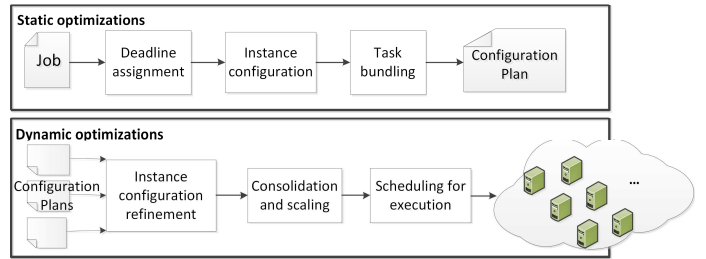 Static optimizations
Job
Deadline
assignment
Instance
configuration
Task
bundling
Configuration
Plan
Dynamic optimizations
Configuration
Plans
Instance
configuration
refinement
Consolidation
and scaling
Scheduling for
execution
...